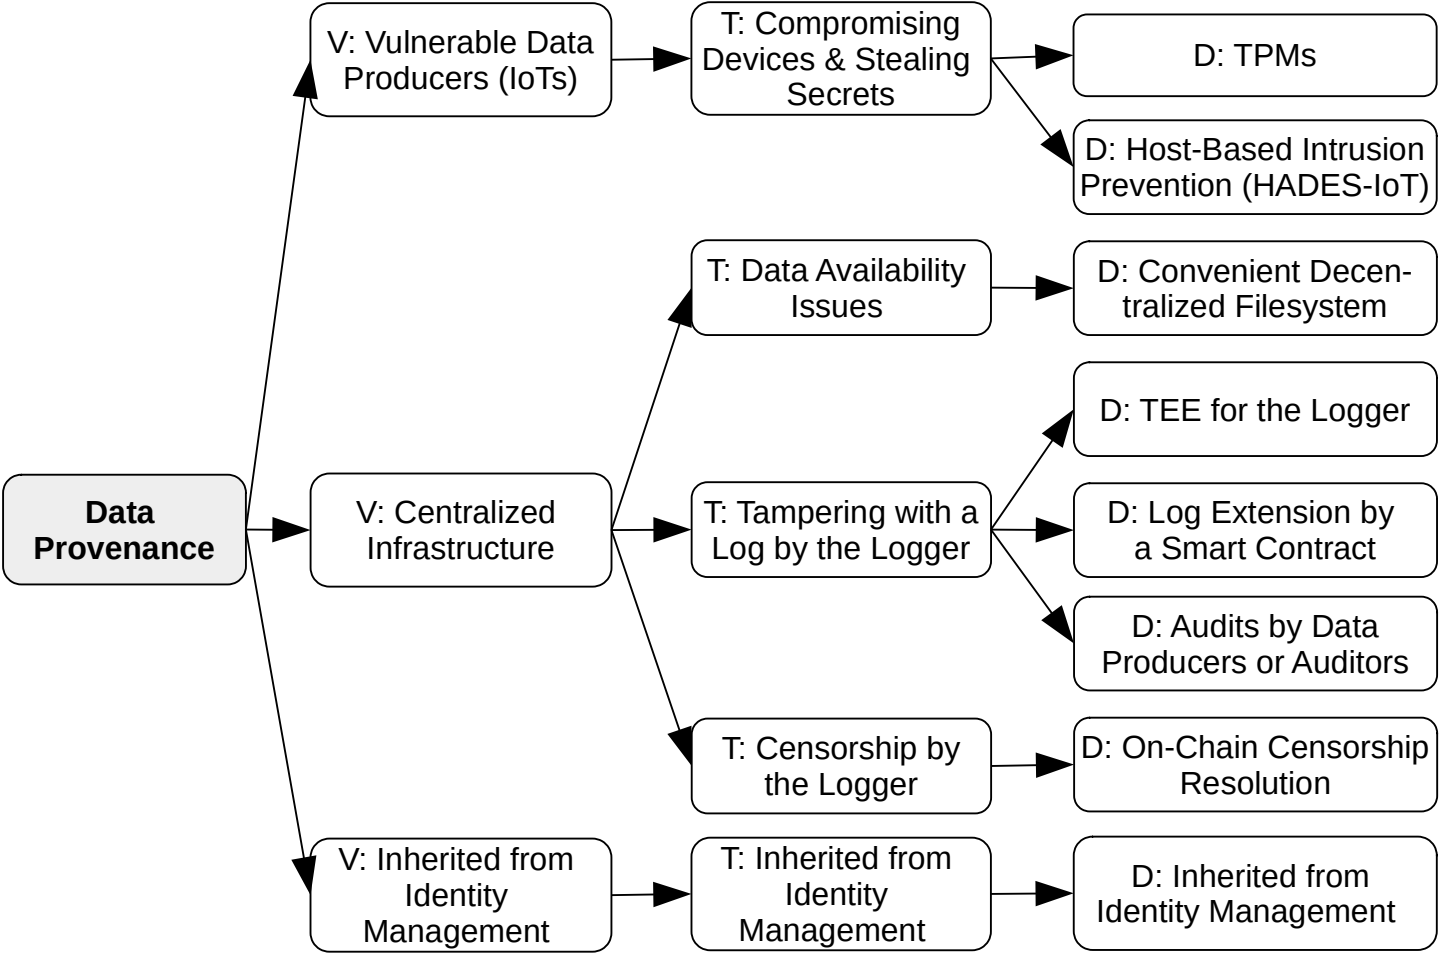 V: Vulnerable Data
Producers (IoTs)
T: Compromising
Devices & Stealing
Secrets
D: TPMs
D: Host-Based Intrusion
Prevention (HADES-IoT)
T: Data Availability
Issues
D: Convenient Decen-
tralized Filesystem
D: TEE for the Logger
Data
Provenance
V: Centralized
Infrastructure
T: Tampering with a
Log by the Logger
D: Log Extension by
a Smart Contract
D: Audits by Data
Producers or Auditors
T: Censorship by
the Logger
D: On-Chain Censorship
Resolution
V: Inherited from
Identity
Management
T: Inherited from
Identity
Management
D: Inherited from
Identity Management